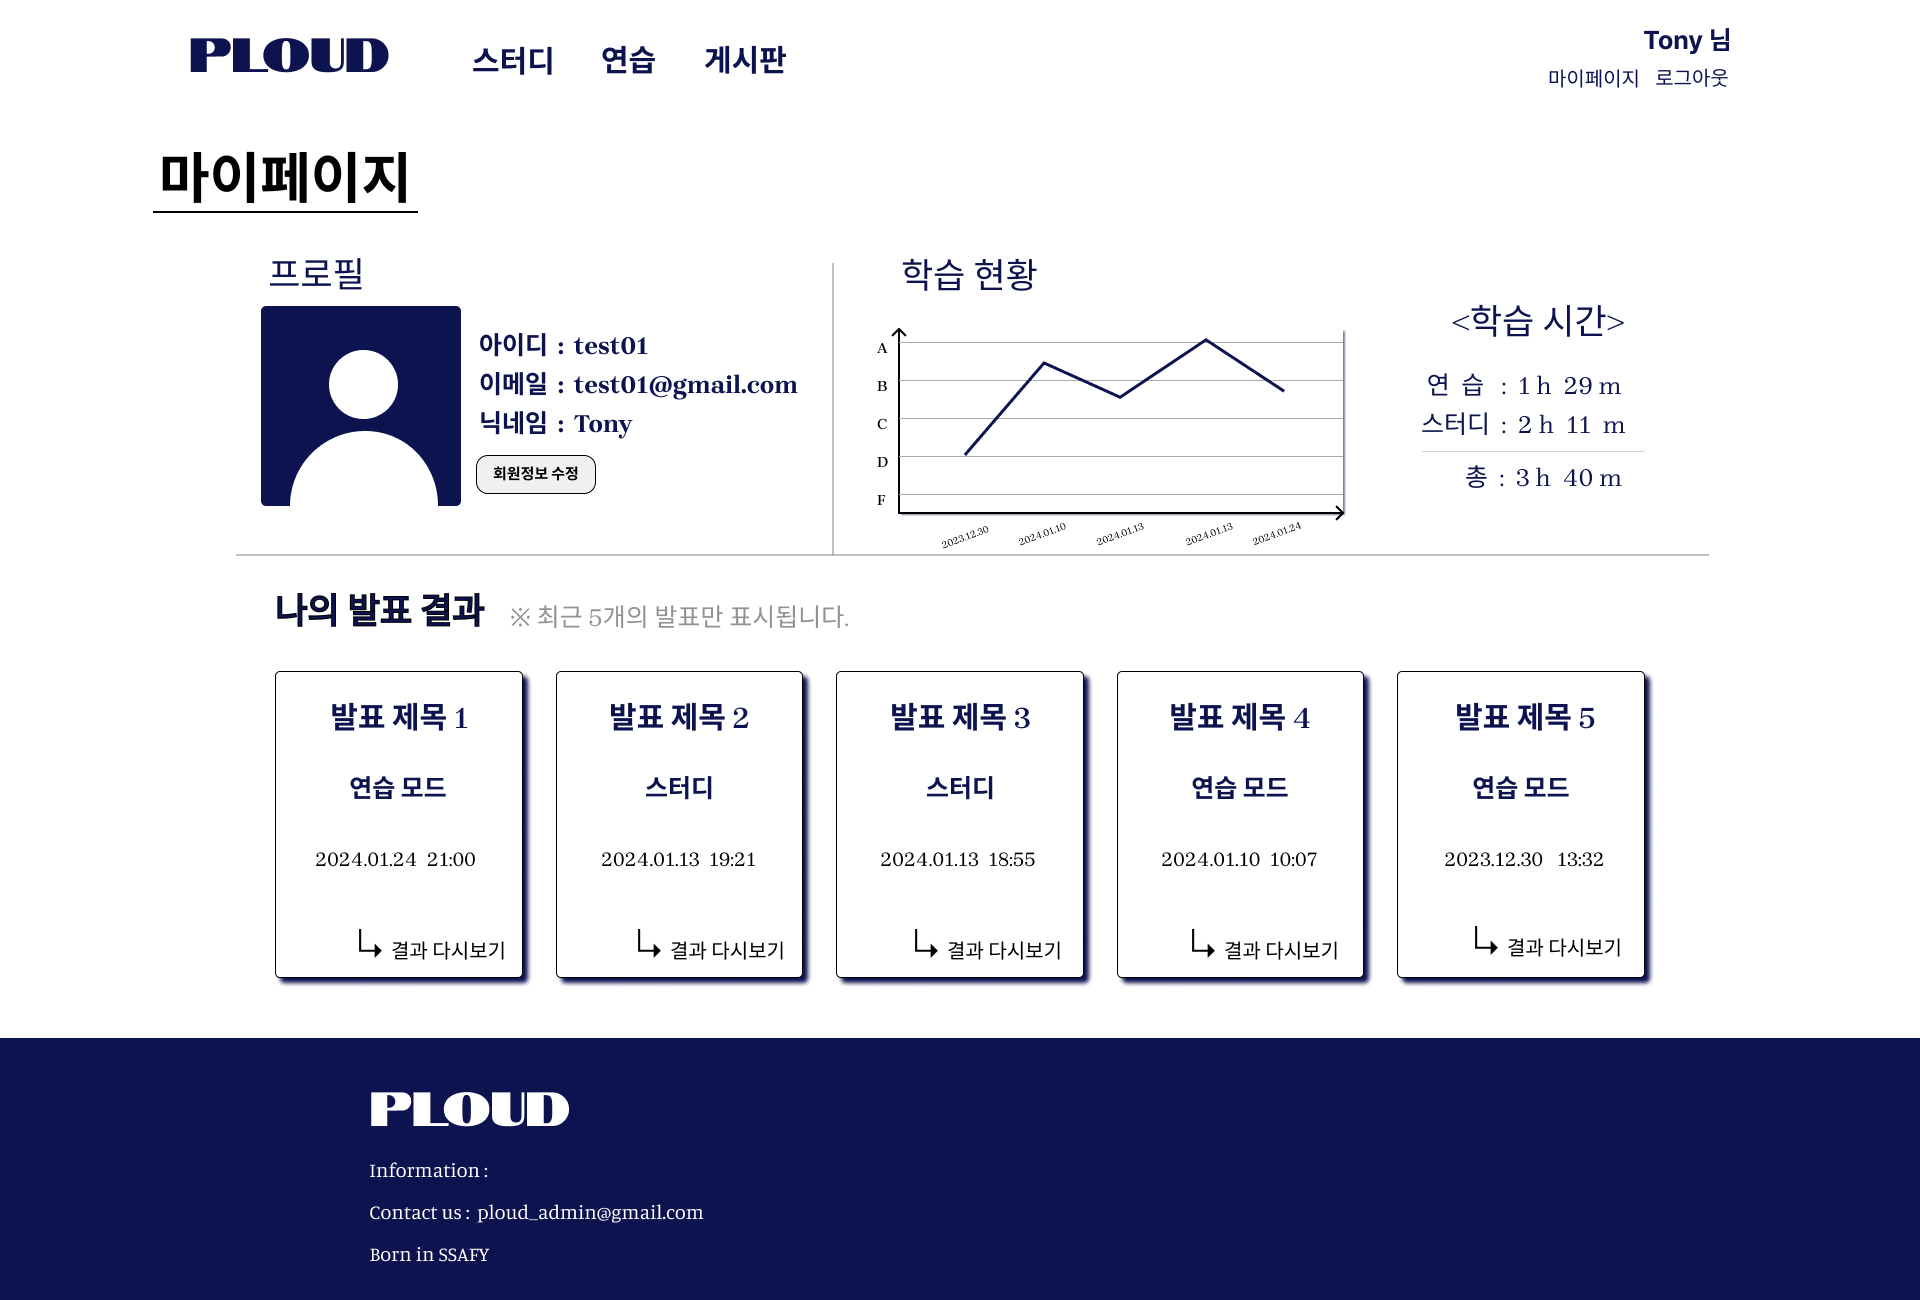 PLOUD 스터디 연습 게시판
Tony 님
마이페이지 로그아웃
마이페이지
프로필
아이디 : test01
이메일 : test01@gmail.com
닉네임 : Tony
회원정보 수정
학습 현황
A
B
C
D
F
2023.12.30 2024.01.10 2024.01.13 2024.01.13 2024.01.24
<학습 시간>
연 습 : 1 h 29 m
스터디 : 2 h 11 m
총 : 3 h 40 m
나의 발표 결과 ※ 최근 5개의 발표만 표시됩니다.
발표 제목 1
연습 모드
2024.01.24 21:00
결과 다시보기
발표 제목 2
스터디
2024.01.13 19:21
결과 다시보기
발표 제목 3
스터디
2024.01.13 18:55
결과 다시보기
발표 제목 4
연습 모드
2024.01.10 10:07
결과 다시보기
발표 제목 5
연습 모드
2023.12.30 13:32
결과 다시보기
PLOUD
Information :
Contact us : ploud_admin@gmail.com
Born in SSAFY